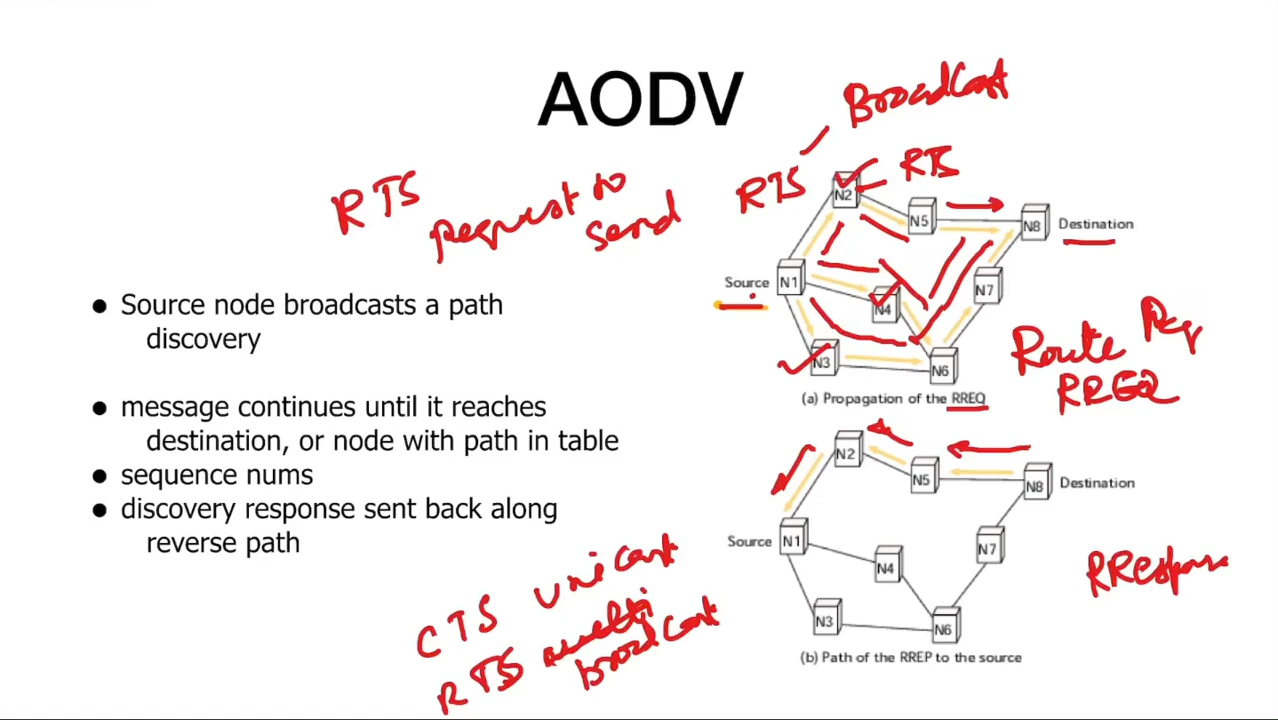 AODV
BroadCast
RTS
Request to
send
RTS
RTS
● Source node broadcasts a path
discovery
● message continues until it reaches
destination, or node with path in table
● sequence nums
● discovery response sent back along
reverse path
N2
N5
N8
Destination
Source
N1
N4
N7
N3
N6
(a) Propagation of the RREQ
Route Req
RREQ
N2
N5
N8
Destination
Source
N1
N4
N7
N3
N6
(b) Path of the RREP to the source
RResponse
CTS unicast
RTS multi
broadcast